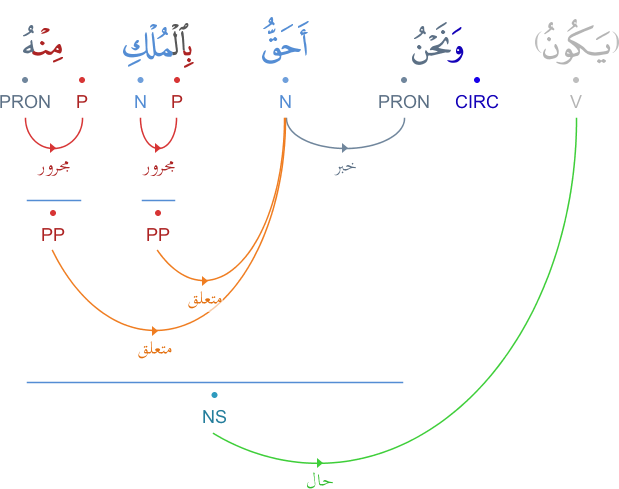 (يَكُونُ) وَنَحْنُ أَحَقُّ بِٱلْمُلْكِ مِنْهُ
V CIRC PRON N P N P PRON
خبر مجرور مجرور
PP PP
متعلق
متعلق
NS
حال